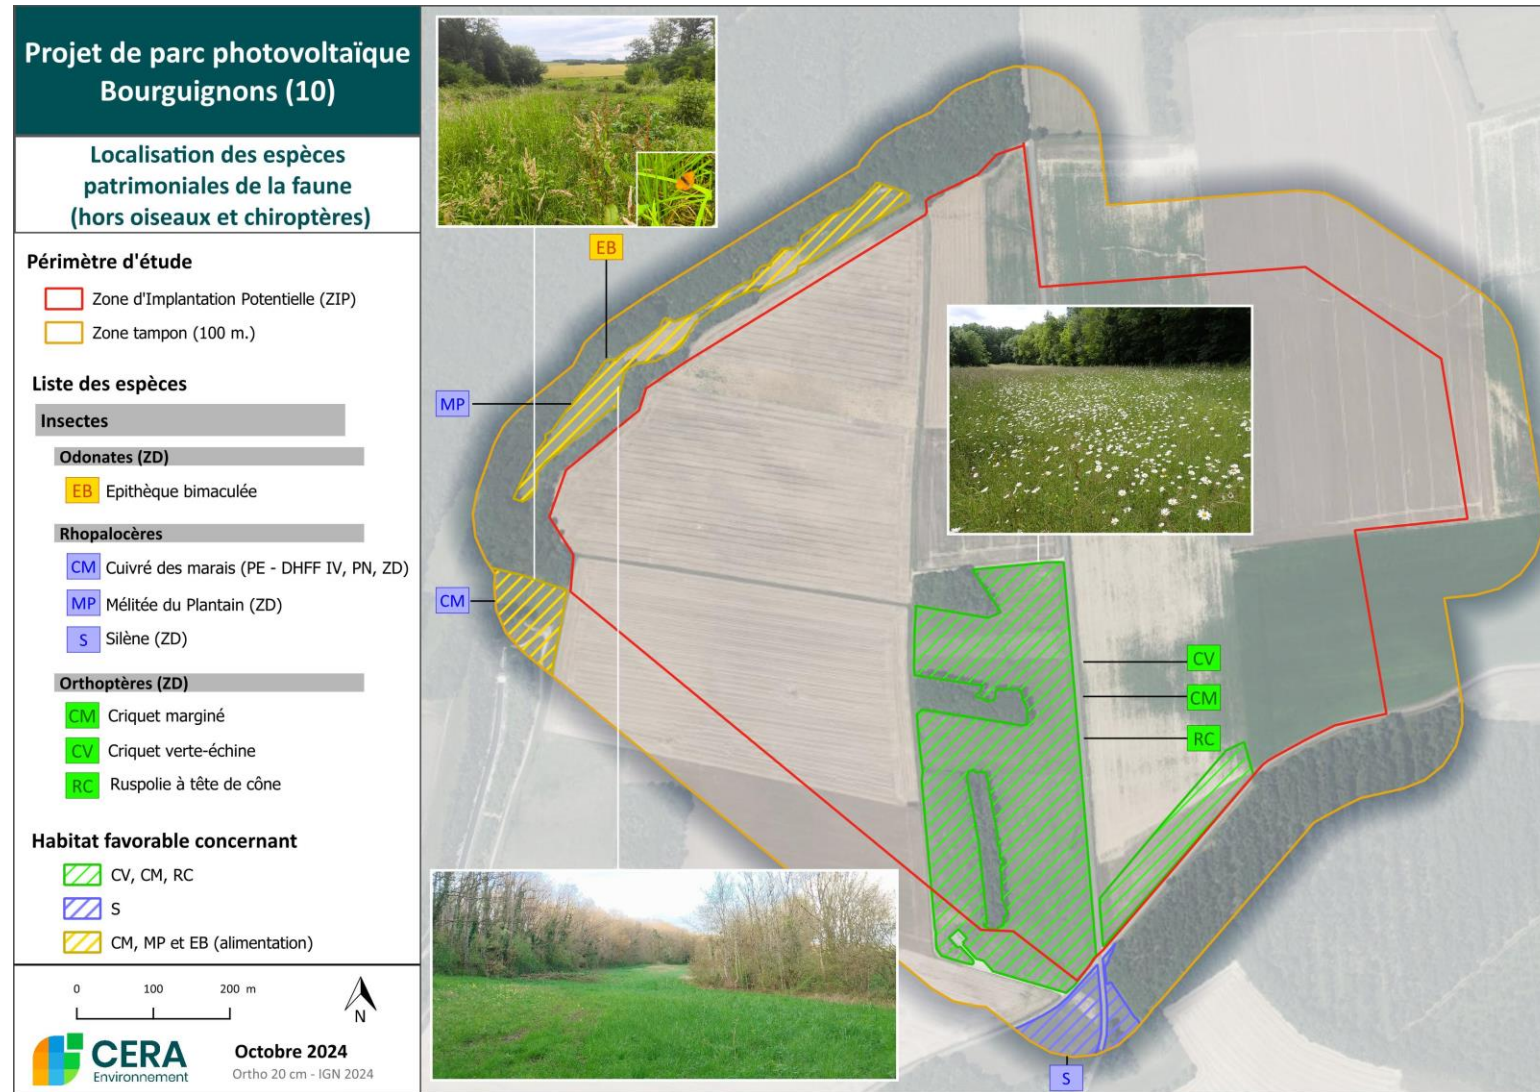 Projet de parc photovoltaïque
Bourguignons (10)
Localisation des espèces
patrimoniales de la faune
(hors oiseaux et chiroptères)
Périmètre d'étude
Zone d'Implantation Potentielle (ZIP)
Zone tampon (100 m.)
Liste des espèces
Insectes
Odonates (ZD)
EB Epithèque bimaculée
Rhopalocères
CM Cuivré des marais (PE - DHFF IV, PN, ZD)
MP Mélitée du Plantain (ZD)
S Silène (ZD)
Orthoptères (ZD)
CM Criquet marginé
CV Criquet verte-échine
RC Ruspolie à tête de cône
Habitat favorable concernant
CV, CM, RC
S
CM, MP et EB (alimentation)
0 100 200 m
N
CERA
Environnement
Octobre 2024
Ortho 20 cm - IGN 2024
EB
MP
CM
CV
CM
RC
S